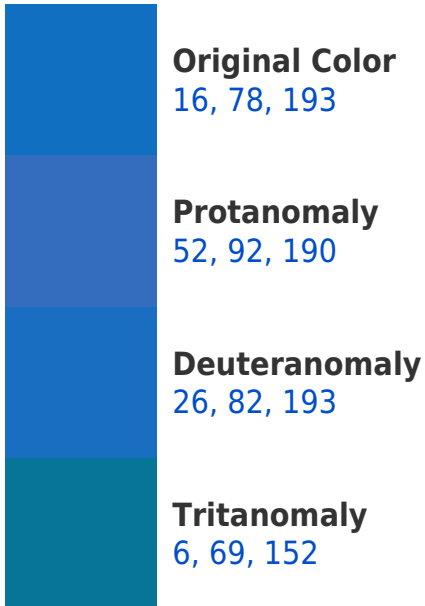 Original Color
16, 78, 193
Protanomaly
52, 92, 190
Deuteranomaly
26, 82, 193
Tritanomaly
6, 69, 152